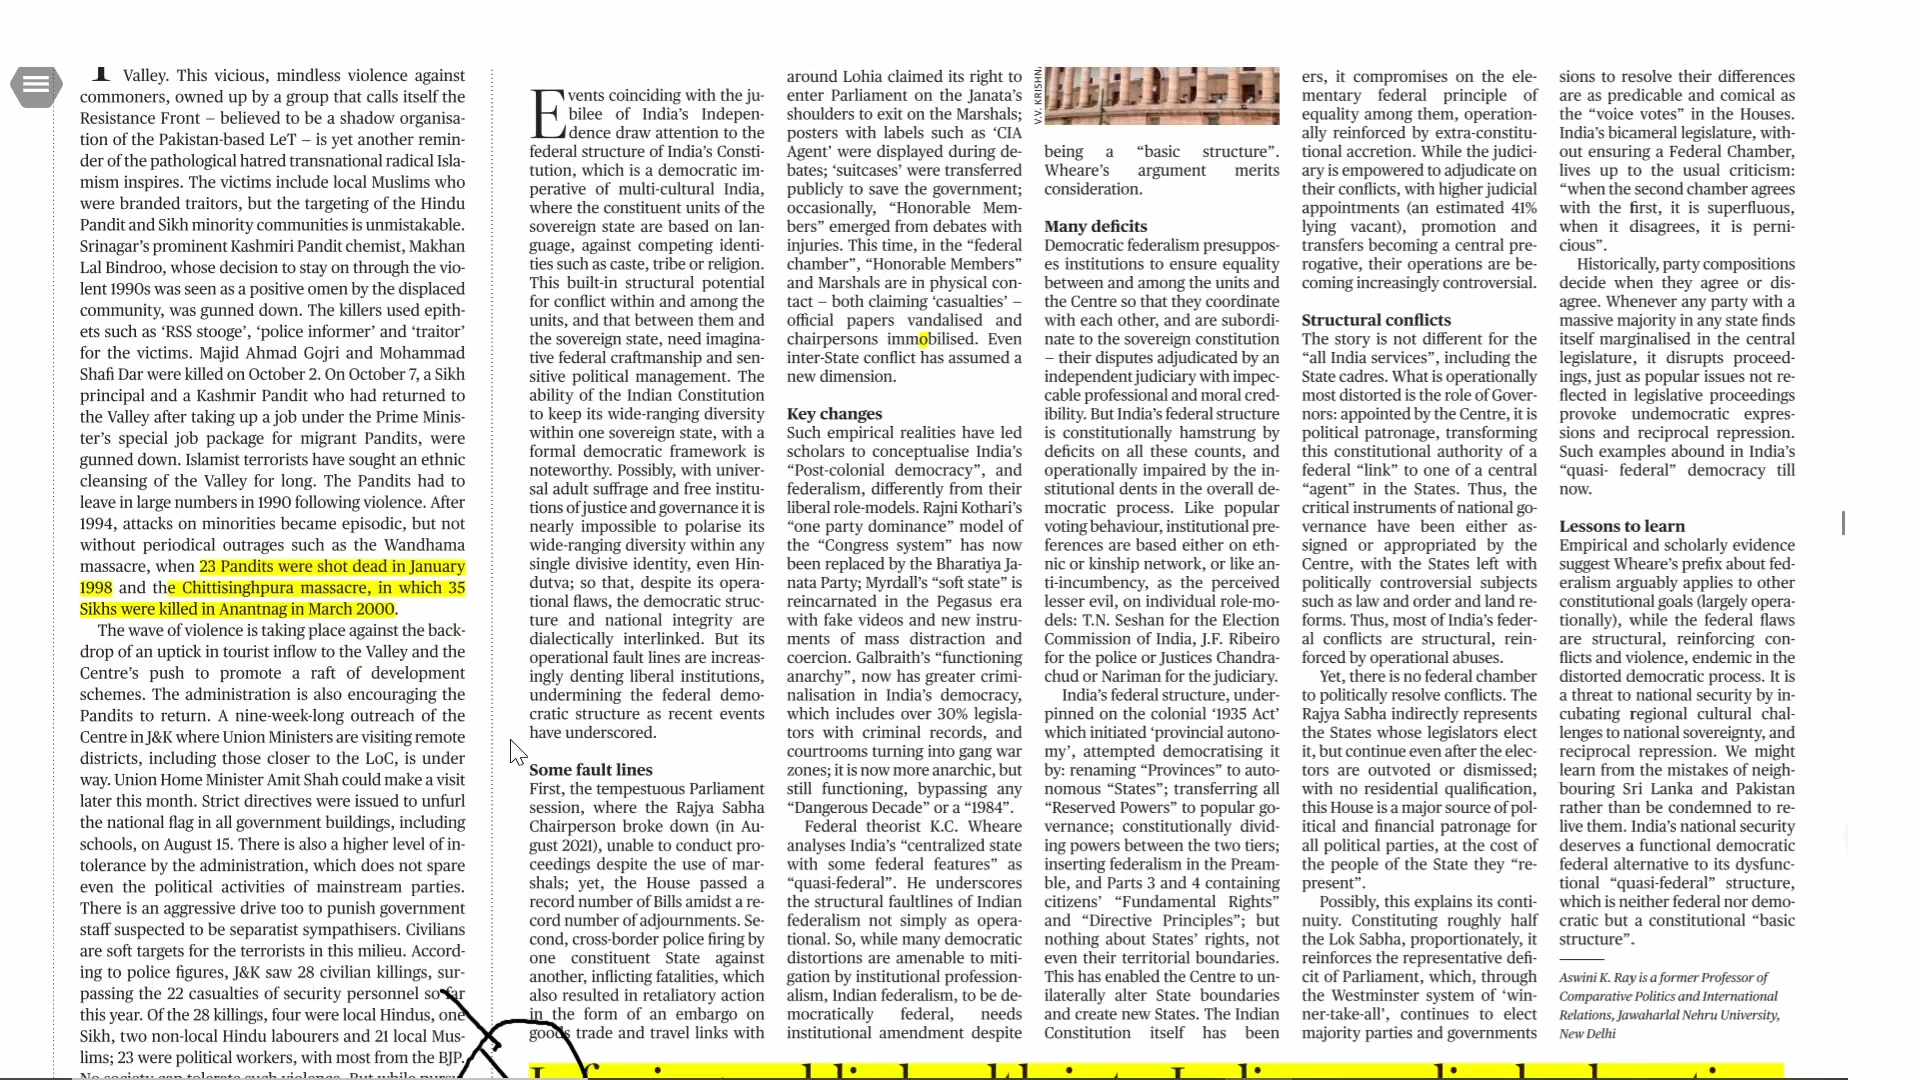 Valley. This vicious, mindless violence against
commoners, owned up by a group that calls itself the
Resistance Front – believed to be a shadow organisa-
tion of the Pakistan-based LeT – is yet another remin-
der of the pathological hatred transnational radical Isla-
mism inspires. The victims include local Muslims who
were branded traitors, but the targeting of the Hindu
Pandit and Sikh minority communities is unmistakable.
Srinagar’s prominent Kashmiri Pandit chemist, Makhan
Lal Bindroo, whose decision to stay on through the vio-
lent 1990s was seen as a positive omen by the displaced
community, was gunned down. The killers used epith-
ets such as ‘RSS stooge’, ‘police informer’ and ‘traitor’
for the victims. Majid Ahmad Gojri and Mohammad
Shafi Dar were killed on October 2. On October 7, a Sikh
principal and a Kashmir Pandit who had returned to
the Valley after taking up a job under the Prime Minis-
ter’s special job package for migrant Pandits, were
gunned down. Islamist terrorists have sought an ethnic
cleansing of the Valley for long. The Pandits had to
leave in large numbers in 1990 following violence. After
1994, attacks on minorities became episodic, but not
without periodical outrages such as the Wandhama
massacre, when 23 Pandits were shot dead in January
1998 and the Chittisinghpura massacre, in which 35
Sikhs were killed in Anantnag in March 2000.
The wave of violence is taking place against the back-
drop of an uptick in tourist inflow to the Valley and the
Centre’s push to promote a raft of development
schemes. The administration is also encouraging the
Pandits to return. A nine-week-long outreach of the
Centre in J&K where Union Ministers are visiting remote
districts, including those closer to the LoC, is under
way. Union Home Minister Amit Shah could make a visit
later this month. Strict directives were issued to unfurl
the national flag in all government buildings, including
schools, on August 15. There is also a higher level of in-
tolerance by the administration, which does not spare
even the political activities of mainstream parties.
There is an aggressive drive too to punish government
staff suspected to be separatist sympathisers. Civilians
are soft targets for the terrorists in this milieu. Accord-
ing to police figures, J&K saw 28 civilian killings, sur-
passing the 22 casualties of security personnel so far
this year. Of the 28 killings, four were local Hindus, one
Sikh, two non-local Hindu labourers and 21 local Mus-
lims; 23 were political workers, with most from the BJP.
Events coinciding with the ju-
bilee of India’s Indepen-
dence draw attention to the
federal structure of India’s Consti-
tution, which is a democratic im-
perative of multi-cultural India,
where the constituent units of the
sovereign state are based on lan-
guage, against competing identi-
ties such as caste, tribe or religion.
This built-in structural potential
for conflict within and among the
units, and that between them and
the sovereign state, need imagina-
tive federal craftmanship and sen-
sitive political management. The
ability of the Indian Constitution
to keep its wide-ranging diversity
within one sovereign state, with a
formal democratic framework is
noteworthy. Possibly, with univer-
sal adult suffrage and free institu-
tions of justice and governance it is
nearly impossible to polarise its
wide-ranging diversity within any
single divisive identity, even Hin-
dutva; so that, despite its opera-
tional flaws, the democratic struc-
ture and national integrity are
dialectically interlinked. But its
operational fault lines are increas-
ingly denting liberal institutions,
undermining the federal demo-
cratic structure as recent events
have underscored.
Some fault lines
First, the tempestuous Parliament
session, where the Rajya Sabha
Chairperson broke down (in Au-
gust 2021), unable to conduct pro-
ceedings despite the use of mar-
shals; yet, the House passed a
record number of Bills amidst a re-
cord number of adjournments. Se-
cond, cross-border police firing by
one constituent State against
another, inflicting fatalities, which
also resulted in retaliatory action
in the form of an embargo on
goods trade and travel links with
around Lohia claimed its right to
enter Parliament on the Janata’s
shoulders to exit on the Marshals;
posters with labels such as ‘CIA
Agent’ were displayed during de-
bates; ‘suitcases’ were transferred
publicly to save the government;
occasionally, “Honorable Mem-
bers” emerged from debates with
injuries. This time, in the “federal
chamber”, “Honorable Members”
and Marshals are in physical con-
tact – both claiming ‘casualties’ –
official papers vandalised and
chairpersons immobilised. Even
inter-State conflict has assumed a
new dimension.
Key changes
Such empirical realities have led
scholars to conceptualise India’s
“Post-colonial democracy”, and
federalism, differently from their
liberal role-models. Rajni Kothari’s
“one party dominance” model of
the “Congress system” has now
been replaced by the Bharatiya Ja-
nata Party; Myrdall’s “soft state” is
reincarnated in the Pegasus era
with fake videos and new instru-
ments of mass distraction and
coercion. Galbraith’s “functioning
anarchy”, now has greater crimi-
nalisation in India’s democracy,
which includes over 30% legisla-
tors with criminal records, and
courtrooms turning into gang war
zones; it is now more anarchic, but
still functioning, bypassing any
“Dangerous Decade” or a “1984”.
Federal theorist K.C. Wheare
analyses India’s “centralized state
with some federal features” as
“quasi-federal”. He underscores
the structural faultlines of Indian
federalism not simply as opera-
tional. So, while many democratic
distortions are amenable to miti-
gation by institutional profession-
alism, Indian federalism, to be de-
mocratically federal, needs
institutional amendment despite
V.V. KRISHN
being a “basic structure”.
Wheare’s argument merits
consideration.
Many deficits
Democratic federalism presuppos-
es institutions to ensure equality
between and among the units and
the Centre so that they coordinate
with each other, and are subordi-
nate to the sovereign constitution
– their disputes adjudicated by an
independent judiciary with impec-
cable professional and moral cred-
ibility. But India’s federal structure
is constitutionally hamstrung by
deficits on all these counts, and
operationally impaired by the in-
stitutional dents in the overall de-
mocratic process. Like popular
voting behaviour, institutional pre-
ferences are based either on eth-
nic or kinship network, or like an-
ti-incumbency, as the perceived
lesser evil, on individual role-mo-
dels: T.N. Seshan for the Election
Commission of India, J.F. Ribeiro
for the police or Justices Chandra-
chud or Nariman for the judiciary.
India’s federal structure, under-
pinned on the colonial ‘1935 Act’
which initiated ‘provincial autono-
my’, attempted democratising it
by: renaming “Provinces” to auto-
nomous “States”; transferring all
“Reserved Powers” to popular go-
vernance; constitutionally divid-
ing powers between the two tiers;
inserting federalism in the Pream-
ble, and Parts 3 and 4 containing
citizens’ “Fundamental Rights”
and “Directive Principles”; but
nothing about States’ rights, not
even their territorial boundaries.
This has enabled the Centre to un-
ilaterally alter State boundaries
and create new States. The Indian
Constitution itself has been
ers, it compromises on the ele-
mentary federal principle of
equality among them, operation-
ally reinforced by extra-constitu-
tional accretion. While the judici-
ary is empowered to adjudicate on
their conflicts, with higher judicial
appointments (an estimated 41%
lying vacant), promotion and
transfers becoming a central pre-
rogative, their operations are be-
coming increasingly controversial.
Structural conflicts
The story is not different for the
“all India services”, including the
State cadres. What is operationally
most distorted is the role of Gover-
nors: appointed by the Centre, it is
political patronage, transforming
this constitutional authority of a
federal “link” to one of a central
“agent” in the States. Thus, the
critical instruments of national go-
vernance have been either as-
signed or appropriated by the
Centre, with the States left with
politically controversial subjects
such as law and order and land re-
forms. Thus, most of India’s feder-
al conflicts are structural, rein-
forced by operational abuses.
Yet, there is no federal chamber
to politically resolve conflicts. The
Rajya Sabha indirectly represents
the States whose legislators elect
it, but continue even after the elec-
tors are outvoted or dismissed;
with no residential qualification,
this House is a major source of pol-
itical and financial patronage for
all political parties, at the cost of
the people of the State they “re-
present”.
Possibly, this explains its conti-
nuity. Constituting roughly half
the Lok Sabha, proportionately, it
reinforces the representative defi-
cit of Parliament, which, through
the Westminster system of ‘win-
ner-take-all’, continues to elect
majority parties and governments
sions to resolve their differences
are as predicable and comical as
the “voice votes” in the Houses.
India’s bicameral legislature, with-
out ensuring a Federal Chamber,
lives up to the usual criticism:
“when the second chamber agrees
with the first, it is superfluous,
when it disagrees, it is perni-
cious”.
Historically, party compositions
decide when they agree or dis-
agree. Whenever any party with a
massive majority in any state finds
itself marginalised in the central
legislature, it disrupts proceed-
ings, just as popular issues not re-
flected in legislative proceedings
provoke undemocratic expres-
sions and reciprocal repression.
Such examples abound in India’s
“quasi- federal” democracy till
now.
Lessons to learn
Empirical and scholarly evidence
suggest Wheare’s prefix about fed-
eralism arguably applies to other
constitutional goals (largely opera-
tionally), while the federal flaws
are structural, reinforcing con-
flicts and violence, endemic in the
distorted democratic process. It is
a threat to national security by in-
cubating regional cultural chal-
lenges to national sovereignty, and
reciprocal repression. We might
learn from the mistakes of neigh-
bouring Sri Lanka and Pakistan
rather than be condemned to re-
live them. India’s national security
deserves a functional democratic
federal alternative to its dysfunc-
tional “quasi-federal” structure,
which is neither federal nor demo-
cratic but a constitutional “basic
structure”.
Aswini K. Ray is a former Professor of
Comparative Politics and International
Relations, Jawaharlal Nehru University,
New Delhi